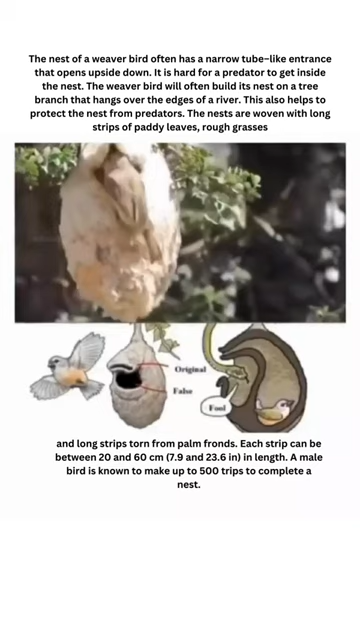 The nest of a weaver bird often has a narrow tube-like entrance
that opens upside down. It is hard for a predator to get inside
the nest. The weaver bird will often build its nest on a tree
branch that hangs over the edges of a river. This also helps to
protect the nest from predators. The nests are woven with long
strips of paddy leaves, rough grasses
Original
False
Fool
and long strips torn from palm fronds. Each strip can be
between 20 and 60 cm (7.9 and 23.6 in) in length. A male
bird is known to make up to 500 trips to complete a
nest.